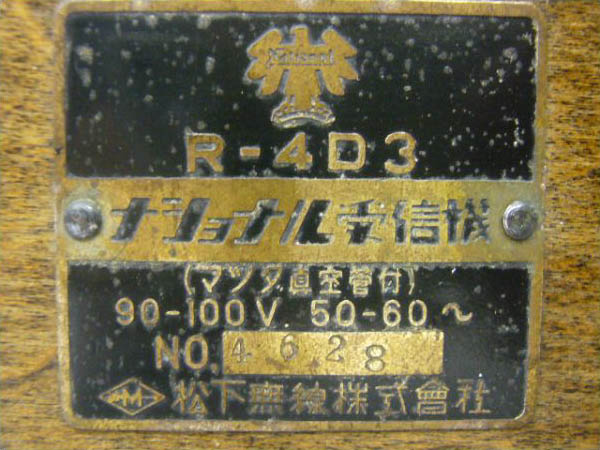 National
R-4D3
ナショナル受信機
(マツダ真空管付)
90-100V 50-60~
NO. 4628
松下無線株式會社